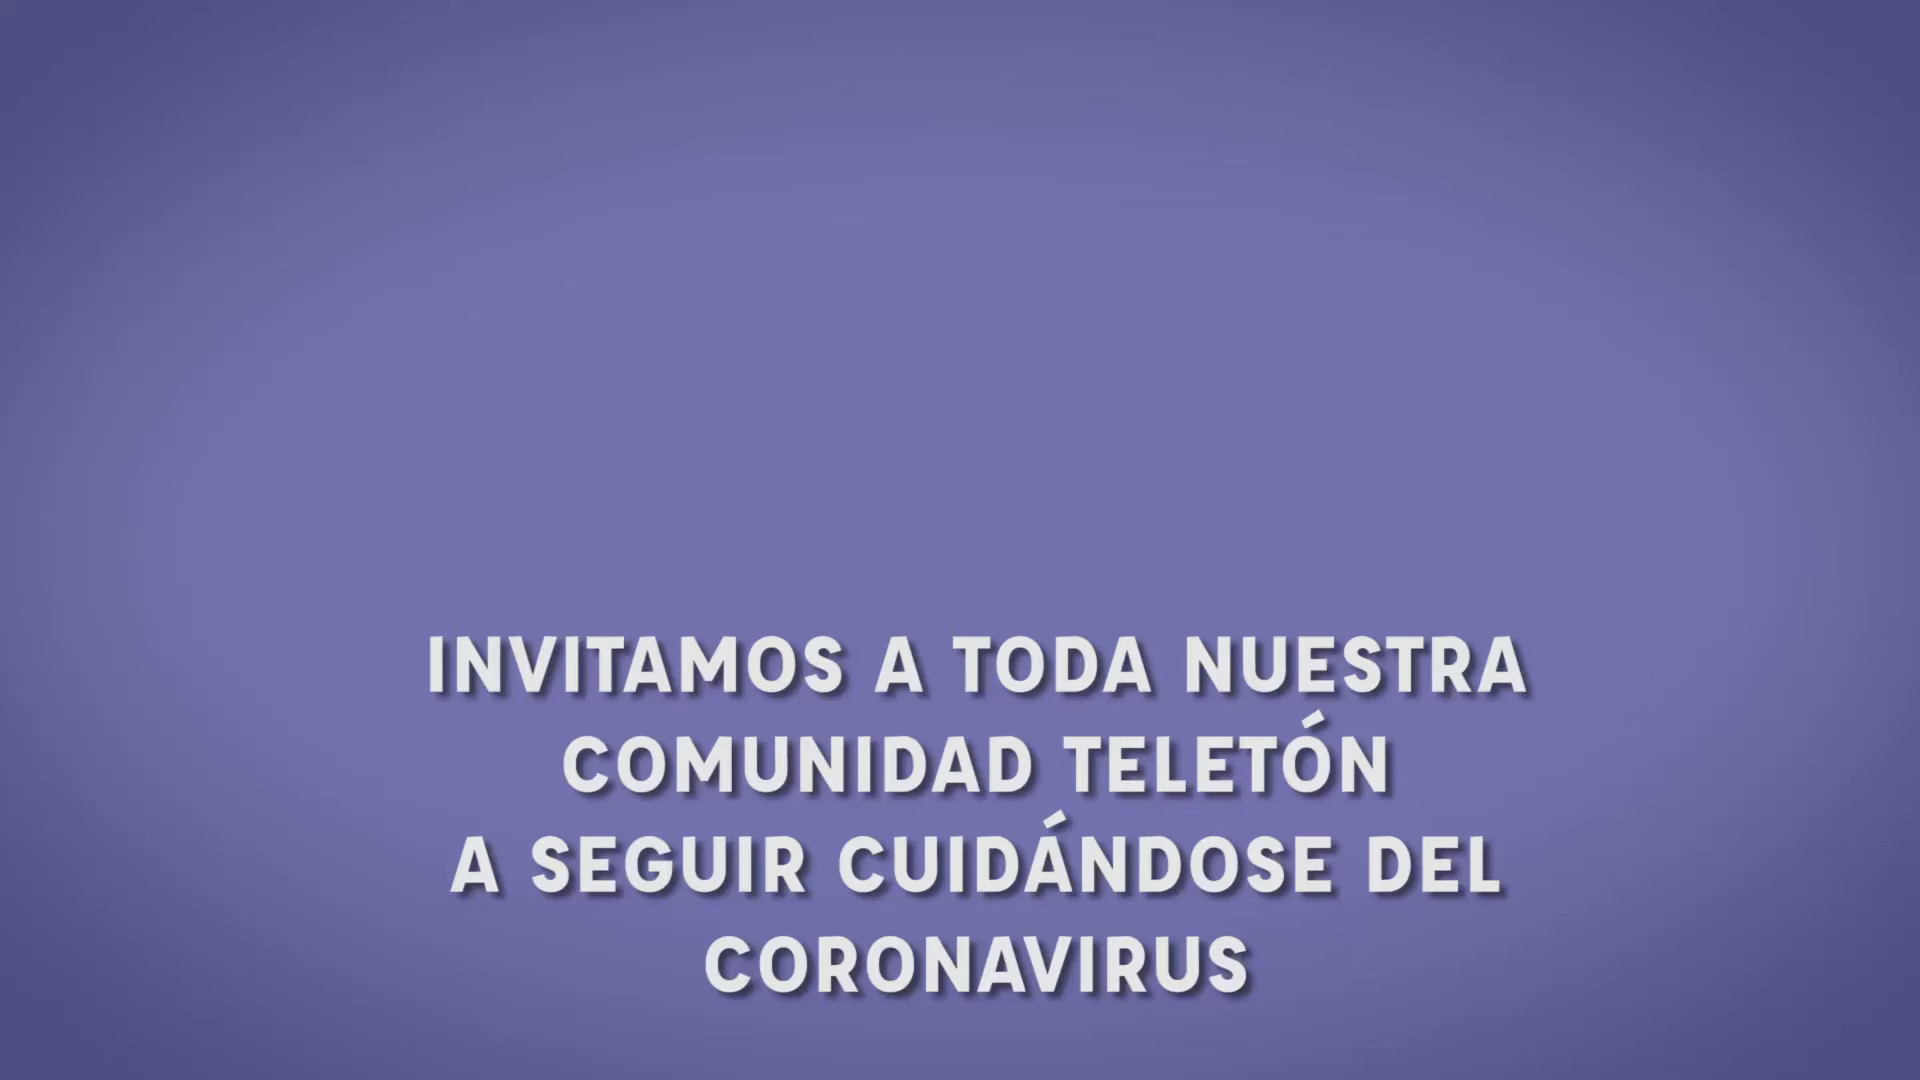 INVITAMOS A TODA NUESTRA
COMUNIDAD TELETÓN
A SEGUIR CUIDÁNDOSE DEL
CORONAVIRUS